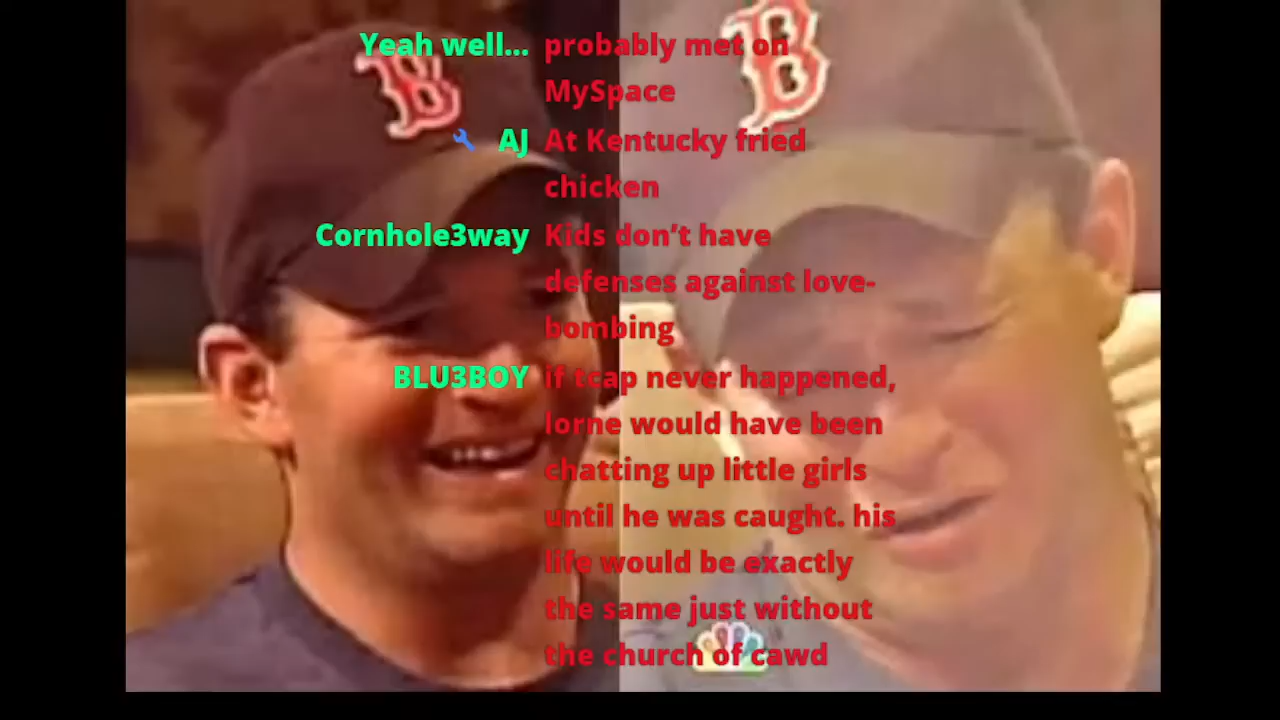 B B
Yeah well... probably met on
MySpace
AJ At Kentucky fried
chicken
Cornhole3way Kids don't have
defenses against love-
bombing
BLU3BOY if tcap never happened,
lorne would have been
chatting up little girls
until he was caught. his
life would be exactly
the same just without
the church of cawd